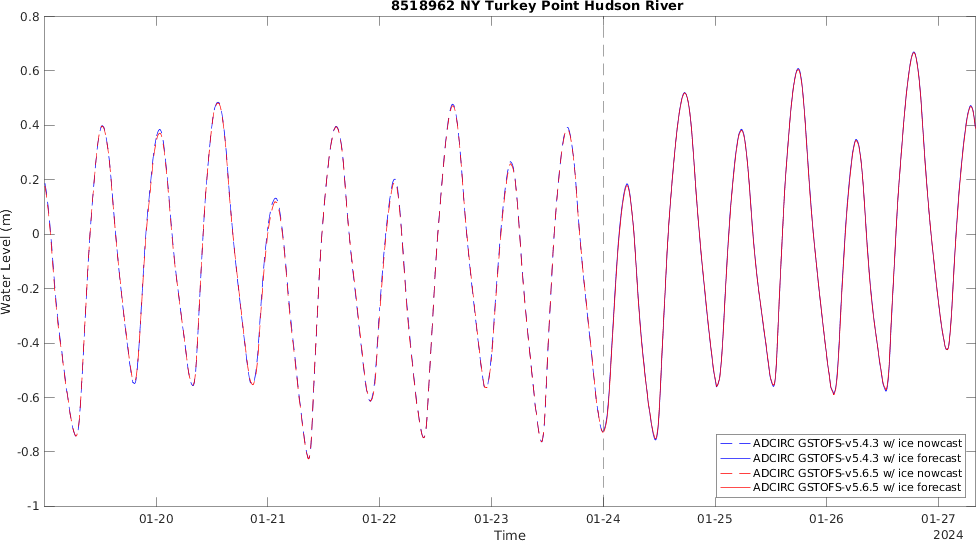 8518962 NY Turkey Point Hudson River
0.8
0.6
0.4
0.2
0
-0.2
-0.4
-0.6
-0.8
-1
Water Level (m)
ADCIRC GSTOFS-v5.4.3 w/ ice nowcast
ADCIRC GSTOFS-v5.4.3 w/ ice forecast
ADCIRC GSTOFS-v5.6.5 w/ ice nowcast
ADCIRC GSTOFS-v5.6.5 w/ ice forecast
01-20 01-21 01-22 01-23 01-24 01-25 01-26 01-27
Time 2024